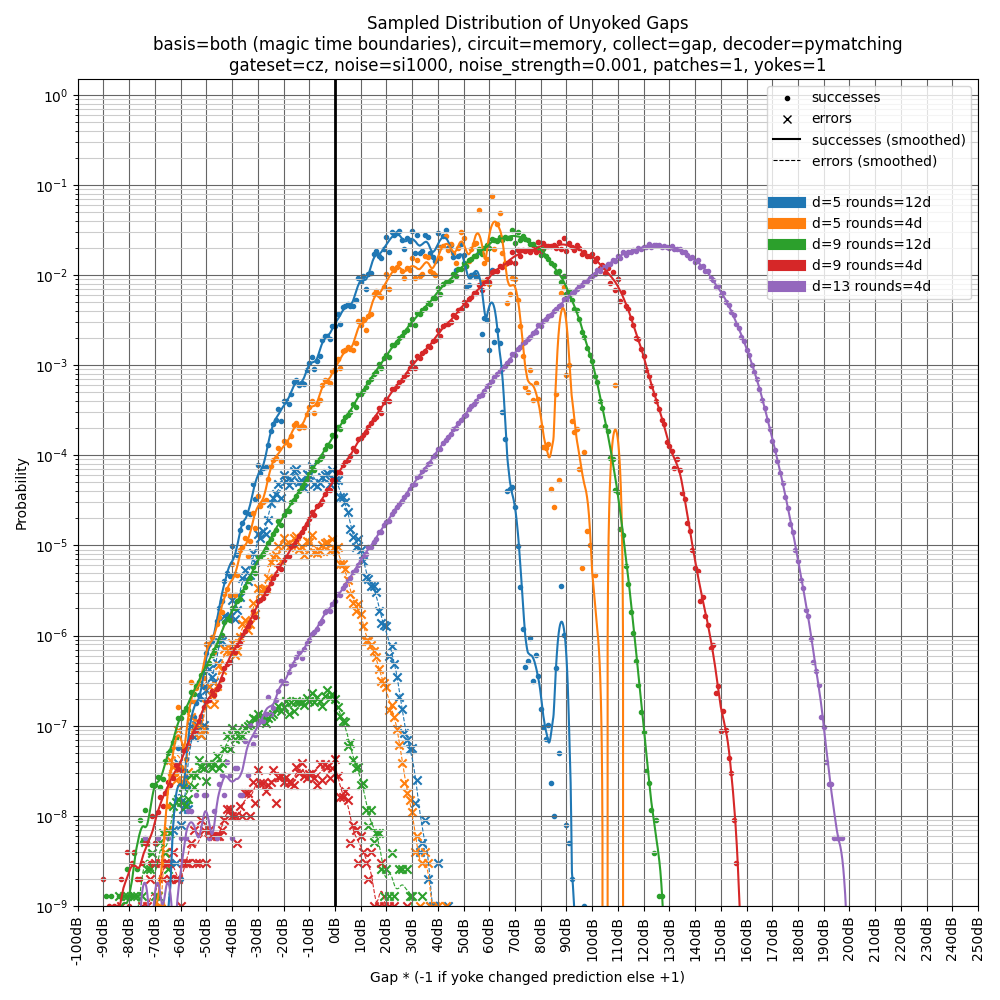 Sampled Distribution of Unyoked Gaps
basis=both (magic time boundaries), circuit=memory, collect=gap, decoder=pymatching
gateset=cz, noise=si1000, noise_strength=0.001, patches=1, yokes=1
successes
errors
successes (smoothed)
errors (smoothed)
d=5 rounds=12d
d=5 rounds=4d
d=9 rounds=12d
d=9 rounds=4d
d=13 rounds=4d
Probability
10⁰
10⁻¹
10⁻²
10⁻³
10⁻⁴
10⁻⁵
10⁻⁶
10⁻⁷
10⁻⁸
10⁻⁹
-100dB
-90dB
-80dB
-70dB
-60dB
-50dB
-40dB
-30dB
-20dB
-10dB
0dB
10dB
20dB
30dB
40dB
50dB
60dB
70dB
80dB
90dB
100dB
110dB
120dB
130dB
140dB
150dB
160dB
170dB
180dB
190dB
200dB
210dB
220dB
230dB
240dB
250dB
Gap * (-1 if yoke changed prediction else +1)